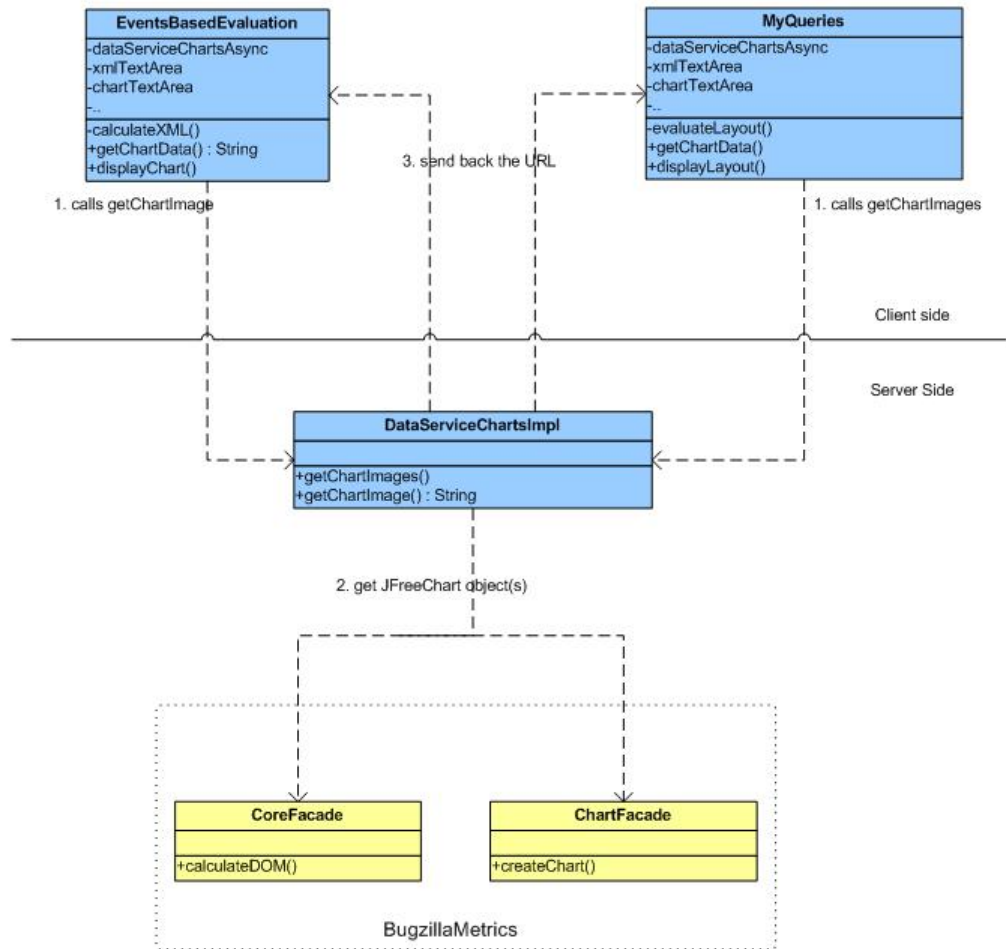 EventsBasedEvaluation
-dataServiceChartsAsync
-xmlTextArea
-chartTextArea
-..
-calculateXML()
+getChartData() : String
+displayChart()
MyQueries
-dataServiceChartsAsync
-xmlTextArea
-chartTextArea
-..
-evaluateLayout()
+getChartData()
+displayLayout()
3. send back the URL
1. calls getChartImage
1. calls getChartImages
Client side
Server Side
DataServiceChartsImpl
+getChartImages()
+getChartImage() : String
2. get JFreeChart object(s)
CoreFacade
+calculateDOM()
ChartFacade
+createChart()
BugzillaMetrics